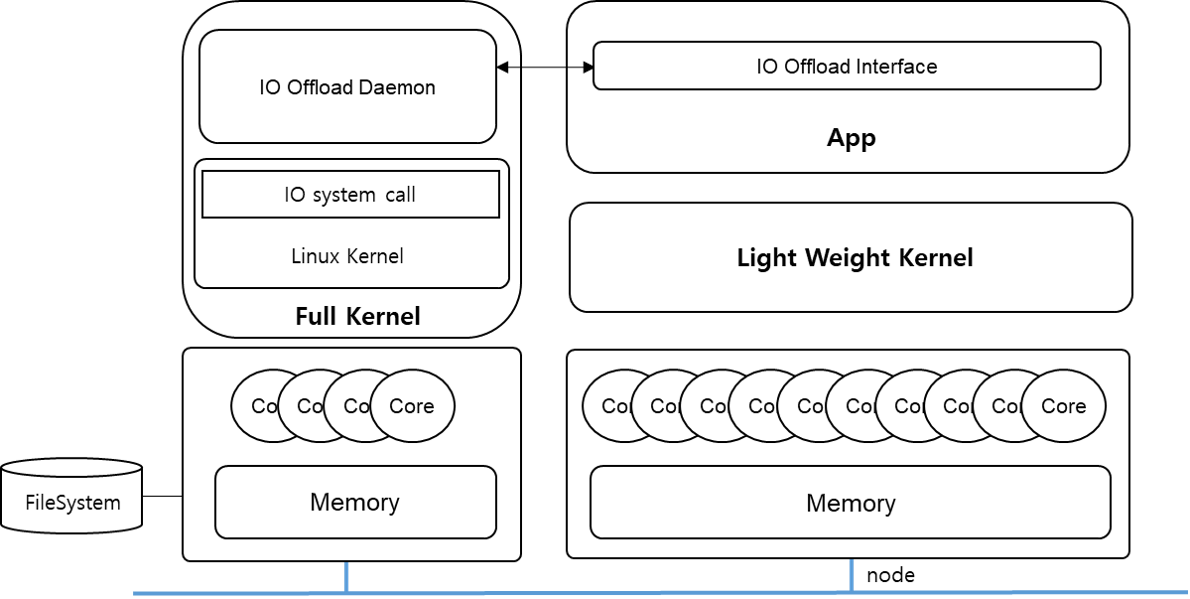 IO Offload Daemon
IO system call
Linux Kernel
Full Kernel
IO Offload Interface
App
Light Weight Kernel
Co
Co
Co
Core
Memory
FileSystem
Co
Co
Co
Co
Co
Co
Co
Co
Co
Core
Memory
node